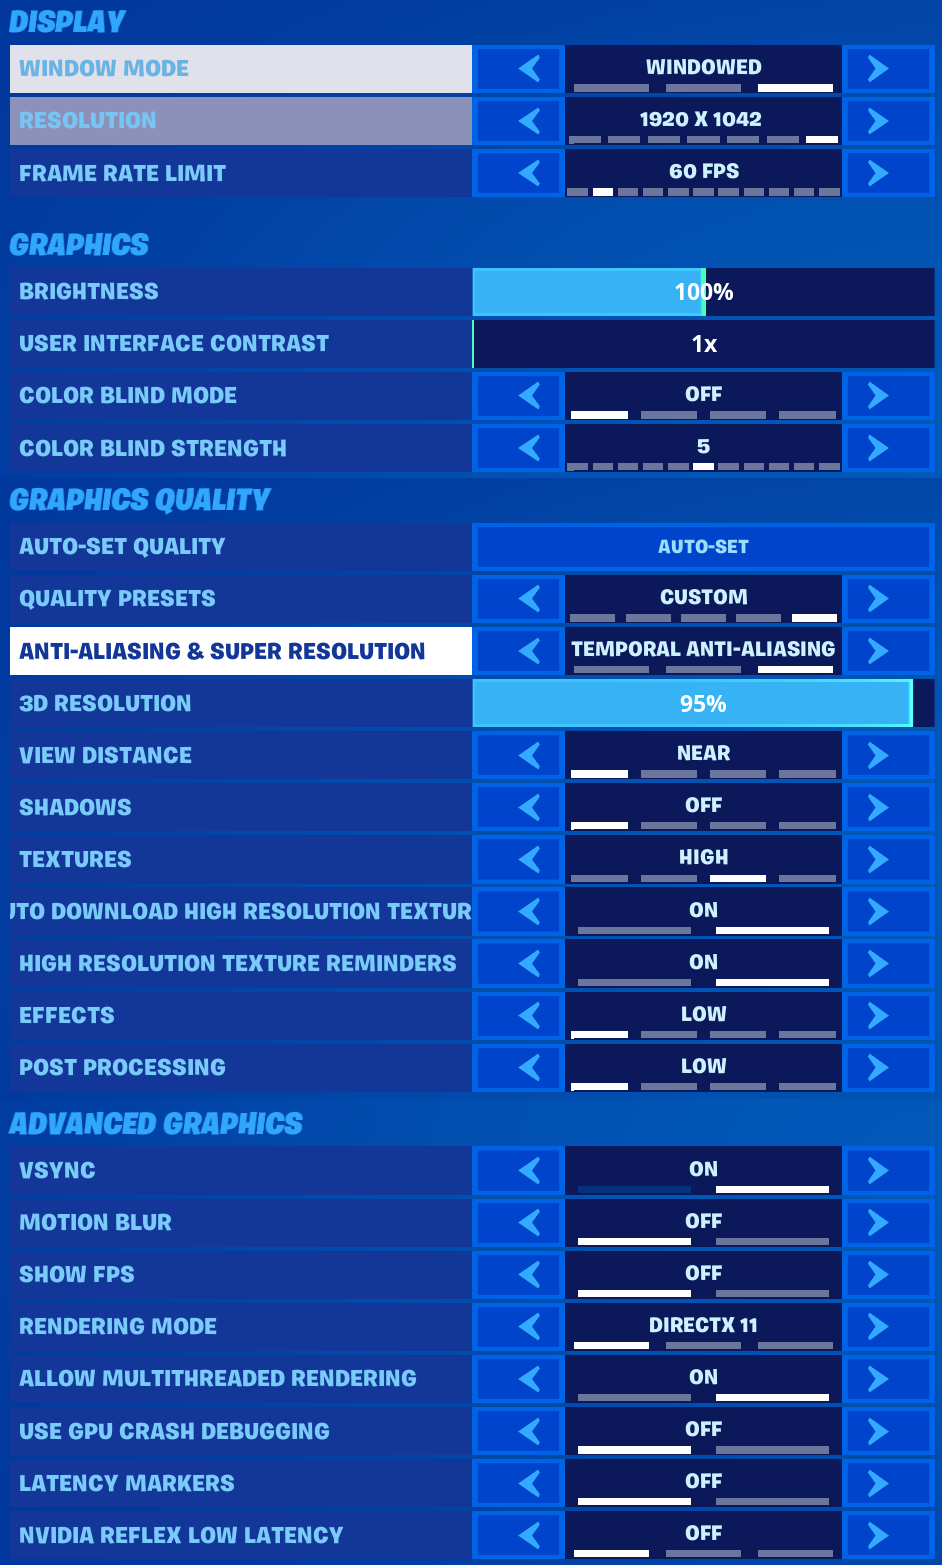 DISPLAY
WINDOW MODE WINDOWED
RESOLUTION 1920 X 1042
FRAME RATE LIMIT 60 FPS
GRAPHICS
BRIGHTNESS 100%
USER INTERFACE CONTRAST 1x
COLOR BLIND MODE OFF
COLOR BLIND STRENGTH 5
GRAPHICS QUALITY
AUTO-SET QUALITY AUTO-SET
QUALITY PRESETS CUSTOM
ANTI-ALIASING & SUPER RESOLUTION TEMPORAL ANTI-ALIASING
3D RESOLUTION 95%
VIEW DISTANCE NEAR
SHADOWS OFF
TEXTURES HIGH
UTO DOWNLOAD HIGH RESOLUTION TEXTUR ON
HIGH RESOLUTION TEXTURE REMINDERS ON
EFFECTS LOW
POST PROCESSING LOW
ADVANCED GRAPHICS
VSYNC ON
MOTION BLUR OFF
SHOW FPS OFF
RENDERING MODE DIRECTX 11
ALLOW MULTITHREADED RENDERING ON
USE GPU CRASH DEBUGGING OFF
LATENCY MARKERS OFF
NVIDIA REFLEX LOW LATENCY OFF